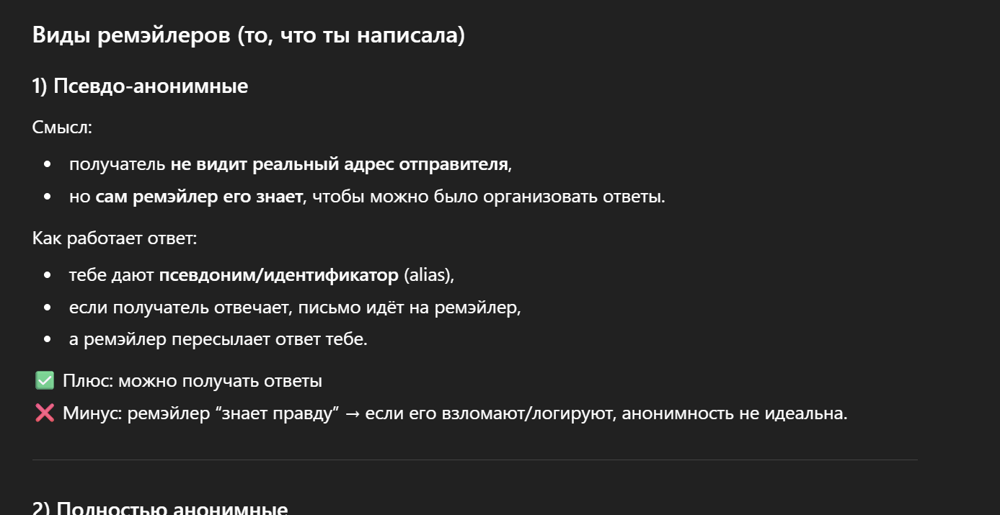 Виды ремэйлеров (то, что ты написала)
1) Псевдо-анонимные
Смысл:
• получатель не видит реальный адрес отправителя,
• но сам ремэйлер его знает, чтобы можно было организовать ответы.
Как работает ответ:
• тебе дают псевдоним/идентификатор (alias),
• если получатель отвечает, письмо идёт на ремэйлер,
• а ремэйлер пересылает ответ тебе.
✅ Плюс: можно получать ответы
❌ Минус: ремэйлер “знает правду” → если его взломают/логируют, анонимность не идеальна.
2) Полностью анонимные